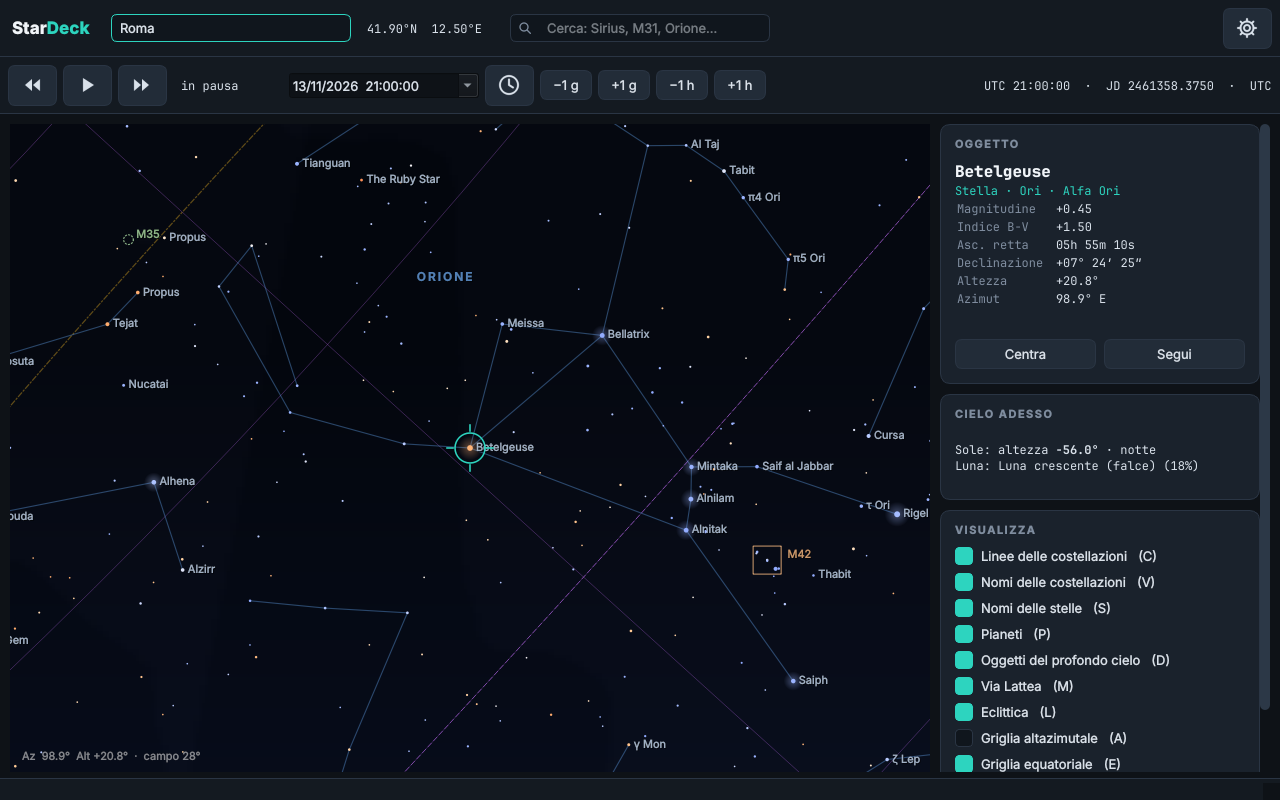 StarDeck
Roma
41.90°N 12.50°E
Cerca: Sirius, M31, Orione...
in pausa
13/11/2026 21:00:00
−1 g
+1 g
−1 h
+1 h
UTC 21:00:00 · JD 2461358.3750 · UTC
Al Taj
Tianguan
Tabit
The Ruby Star
π4 Ori
M35
Propus
π5 Ori
ORIONE
Propus
Tejat
Meissa
Bellatrix
osuta
Nucatai
Cursa
Betelgeuse
Mintaka
Saif al Jabbar
Alhena
Alnilam
τ Ori
Rigel
ouda
Alnitak
M42
Alzirr
Thabit
Gem
Saiph
γ Mon
ζ Lep
Az 98.9° Alt +20.8° · campo 28°
OGGETTO
Betelgeuse
Stella · Ori · Alfa Ori
Magnitudine +0.45
Indice B-V +1.50
Asc. retta 05h 55m 10s
Declinazione +07° 24′ 25″
Altezza +20.8°
Azimut 98.9° E
Centra
Segui
CIELO ADESSO
Sole: altezza -56.0° · notte
Luna: Luna crescente (falce) (18%)
VISUALIZZA
Linee delle costellazioni (C)
Nomi delle costellazioni (V)
Nomi delle stelle (S)
Pianeti (P)
Oggetti del profondo cielo (D)
Via Lattea (M)
Eclittica (L)
Griglia altazimutale (A)
Griglia equatoriale (E)